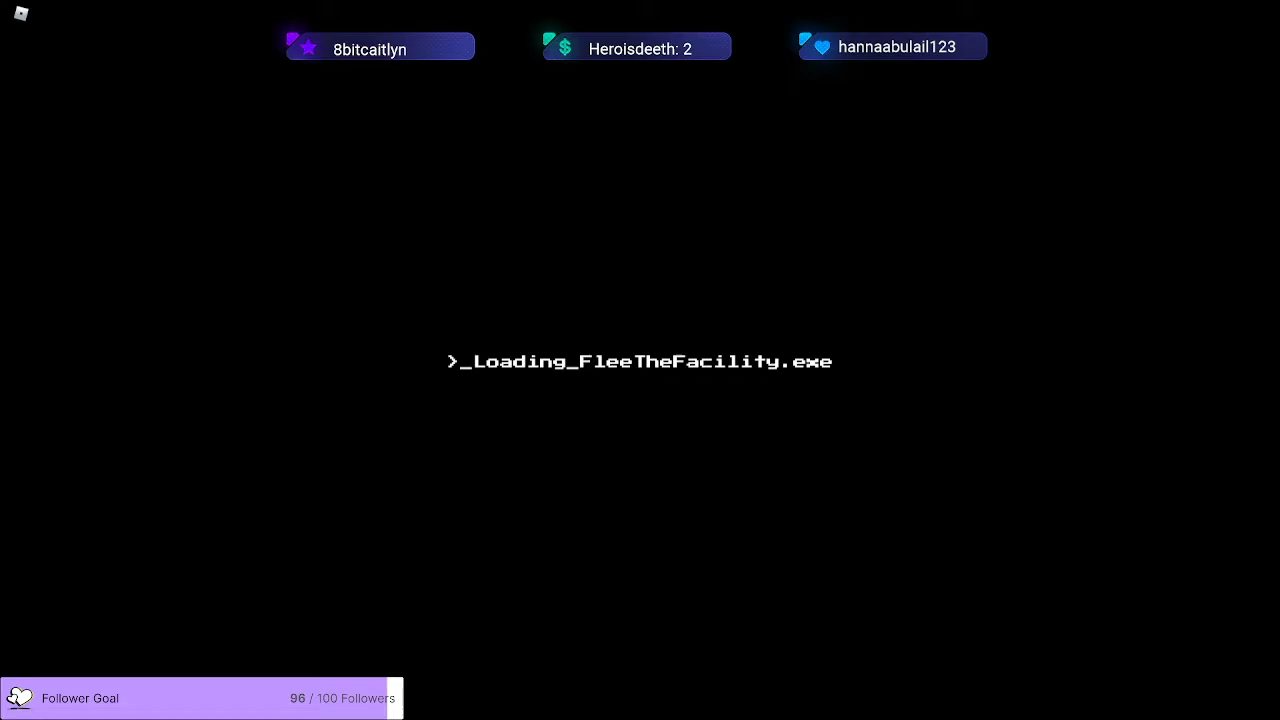 8bitcaitlyn
$ Heroisdeeth: 2
hannaabulail123
>_Loading_FleeTheFacility.exe
Follower Goal 96 / 100 Followers